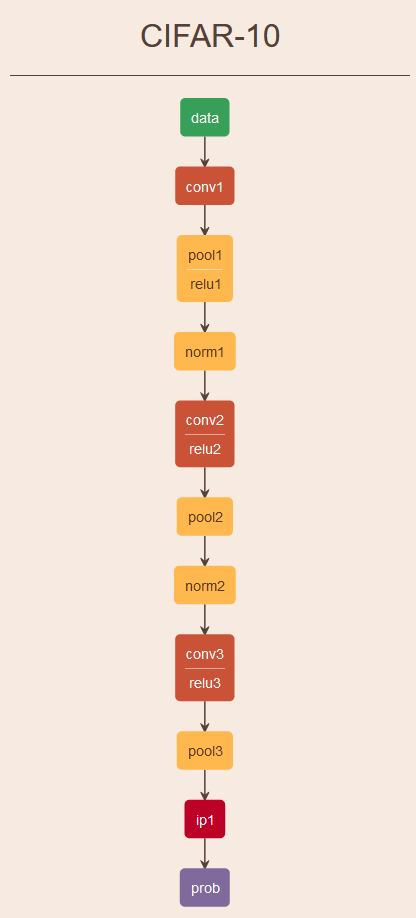 CIFAR-10
data
conv1
pool1
relu1
norm1
conv2
relu2
pool2
norm2
conv3
relu3
pool3
ip1
prob